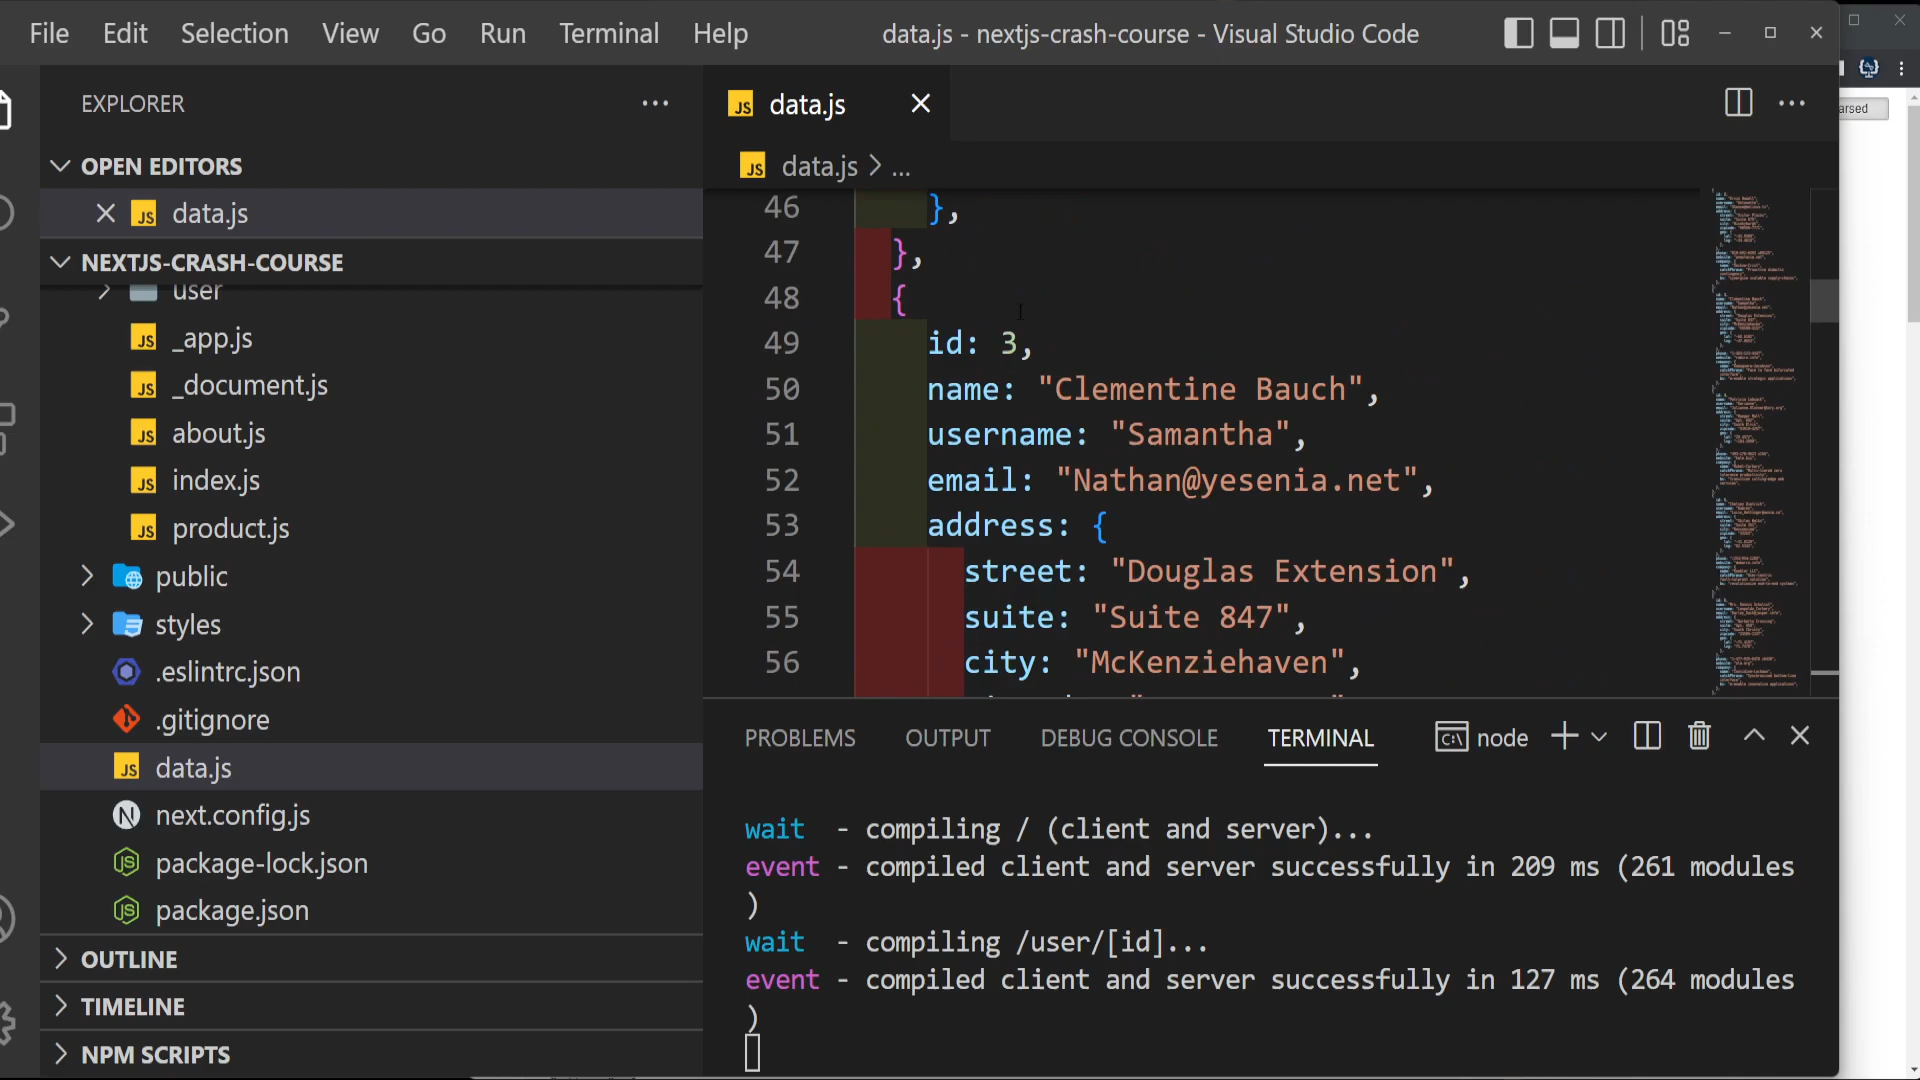 File Edit Selection View Go Run Terminal Help data.js - nextjs-crash-course - Visual Studio Code
EXPLORER
OPEN EDITORS
data.js
NEXTJS-CRASH-COURSE
user
_app.js
_document.js
about.js
index.js
product.js
public
styles
.eslintrc.json
.gitignore
data.js
next.config.js
package-lock.json
package.json
OUTLINE
TIMELINE
NPM SCRIPTS
data.js
data.js > ...
46 },
47 },
48 {
49 id: 3,
50 name: "Clementine Bauch",
51 username: "Samantha",
52 email: "Nathan@yesenia.net",
53 address: {
54 street: "Douglas Extension",
55 suite: "Suite 847",
56 city: "McKenziehaven",
PROBLEMS OUTPUT DEBUG CONSOLE TERMINAL node
wait - compiling / (client and server)...
event - compiled client and server successfully in 209 ms (261 modules
)
wait - compiling /user/[id]...
event - compiled client and server successfully in 127 ms (264 modules
)
arsed